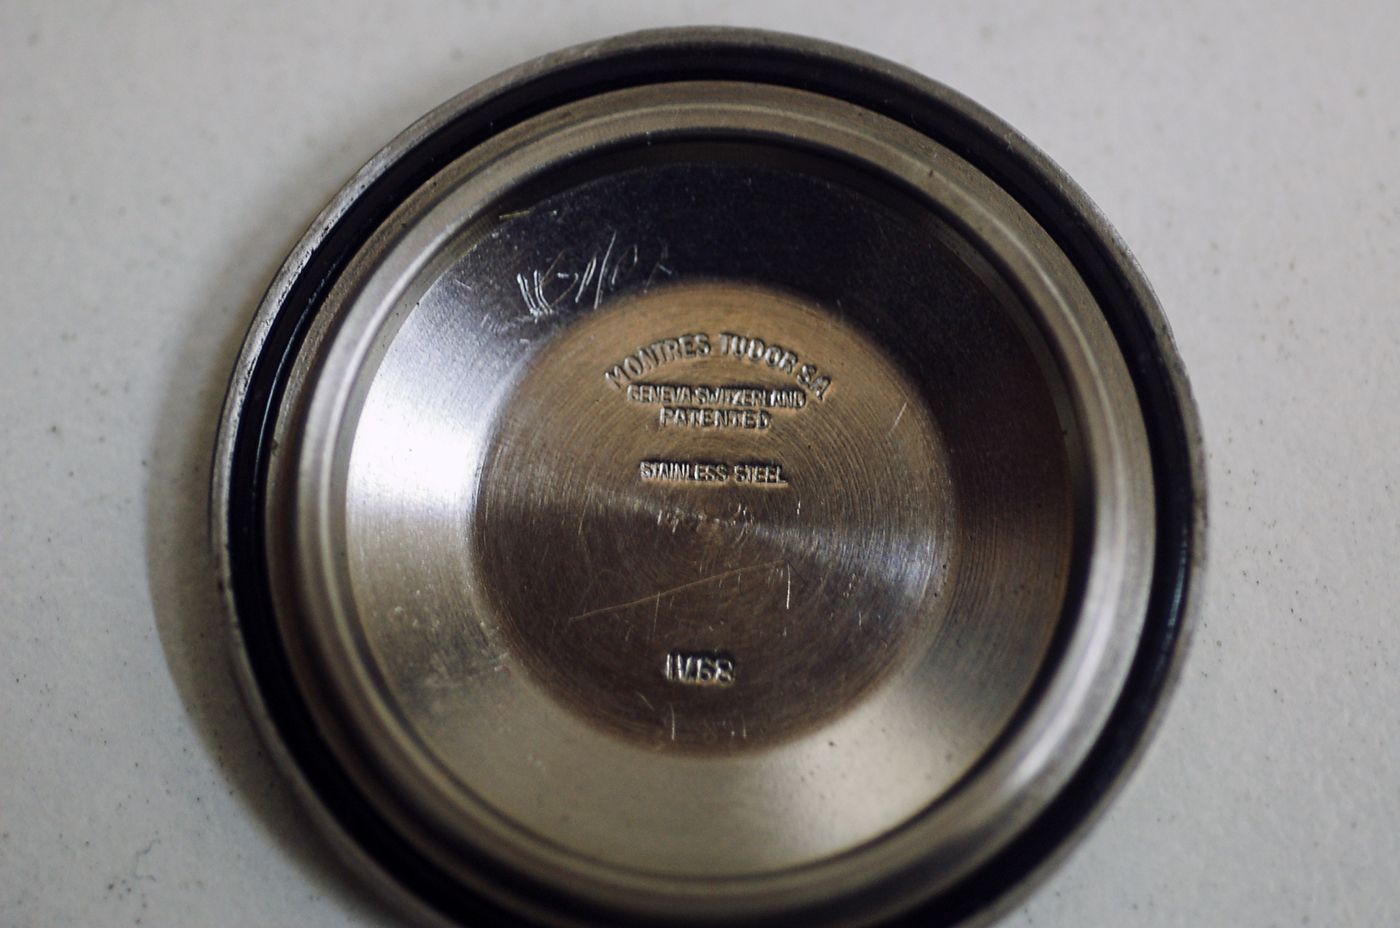 MONTRES TUDOR SA
GENEVA·SWITZERLAND
PATENTED
STAINLESS STEEL
IV.68